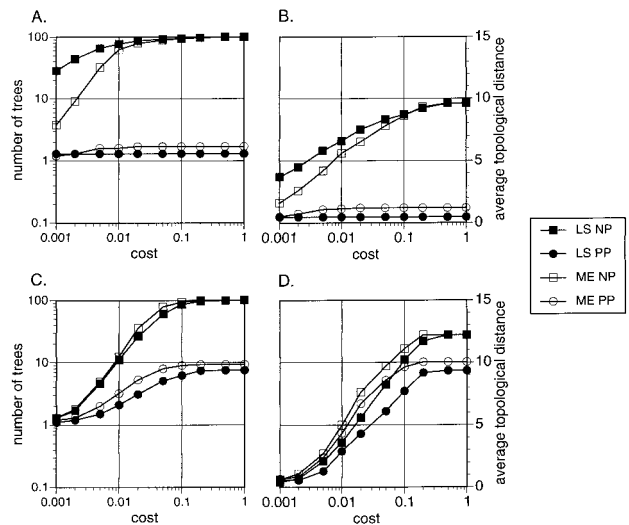 A.
B.
100
10
1
0.1
number of trees
15
10
5
0
average topological distance
0.001
0.01
0.1
1
cost
0.001
0.01
0.1
1
cost
LS NP
LS PP
ME NP
ME PP
C.
D.
100
10
1
0.1
number of trees
15
10
5
0
average topological distance
0.001
0.01
0.1
1
cost
0.001
0.01
0.1
1
cost